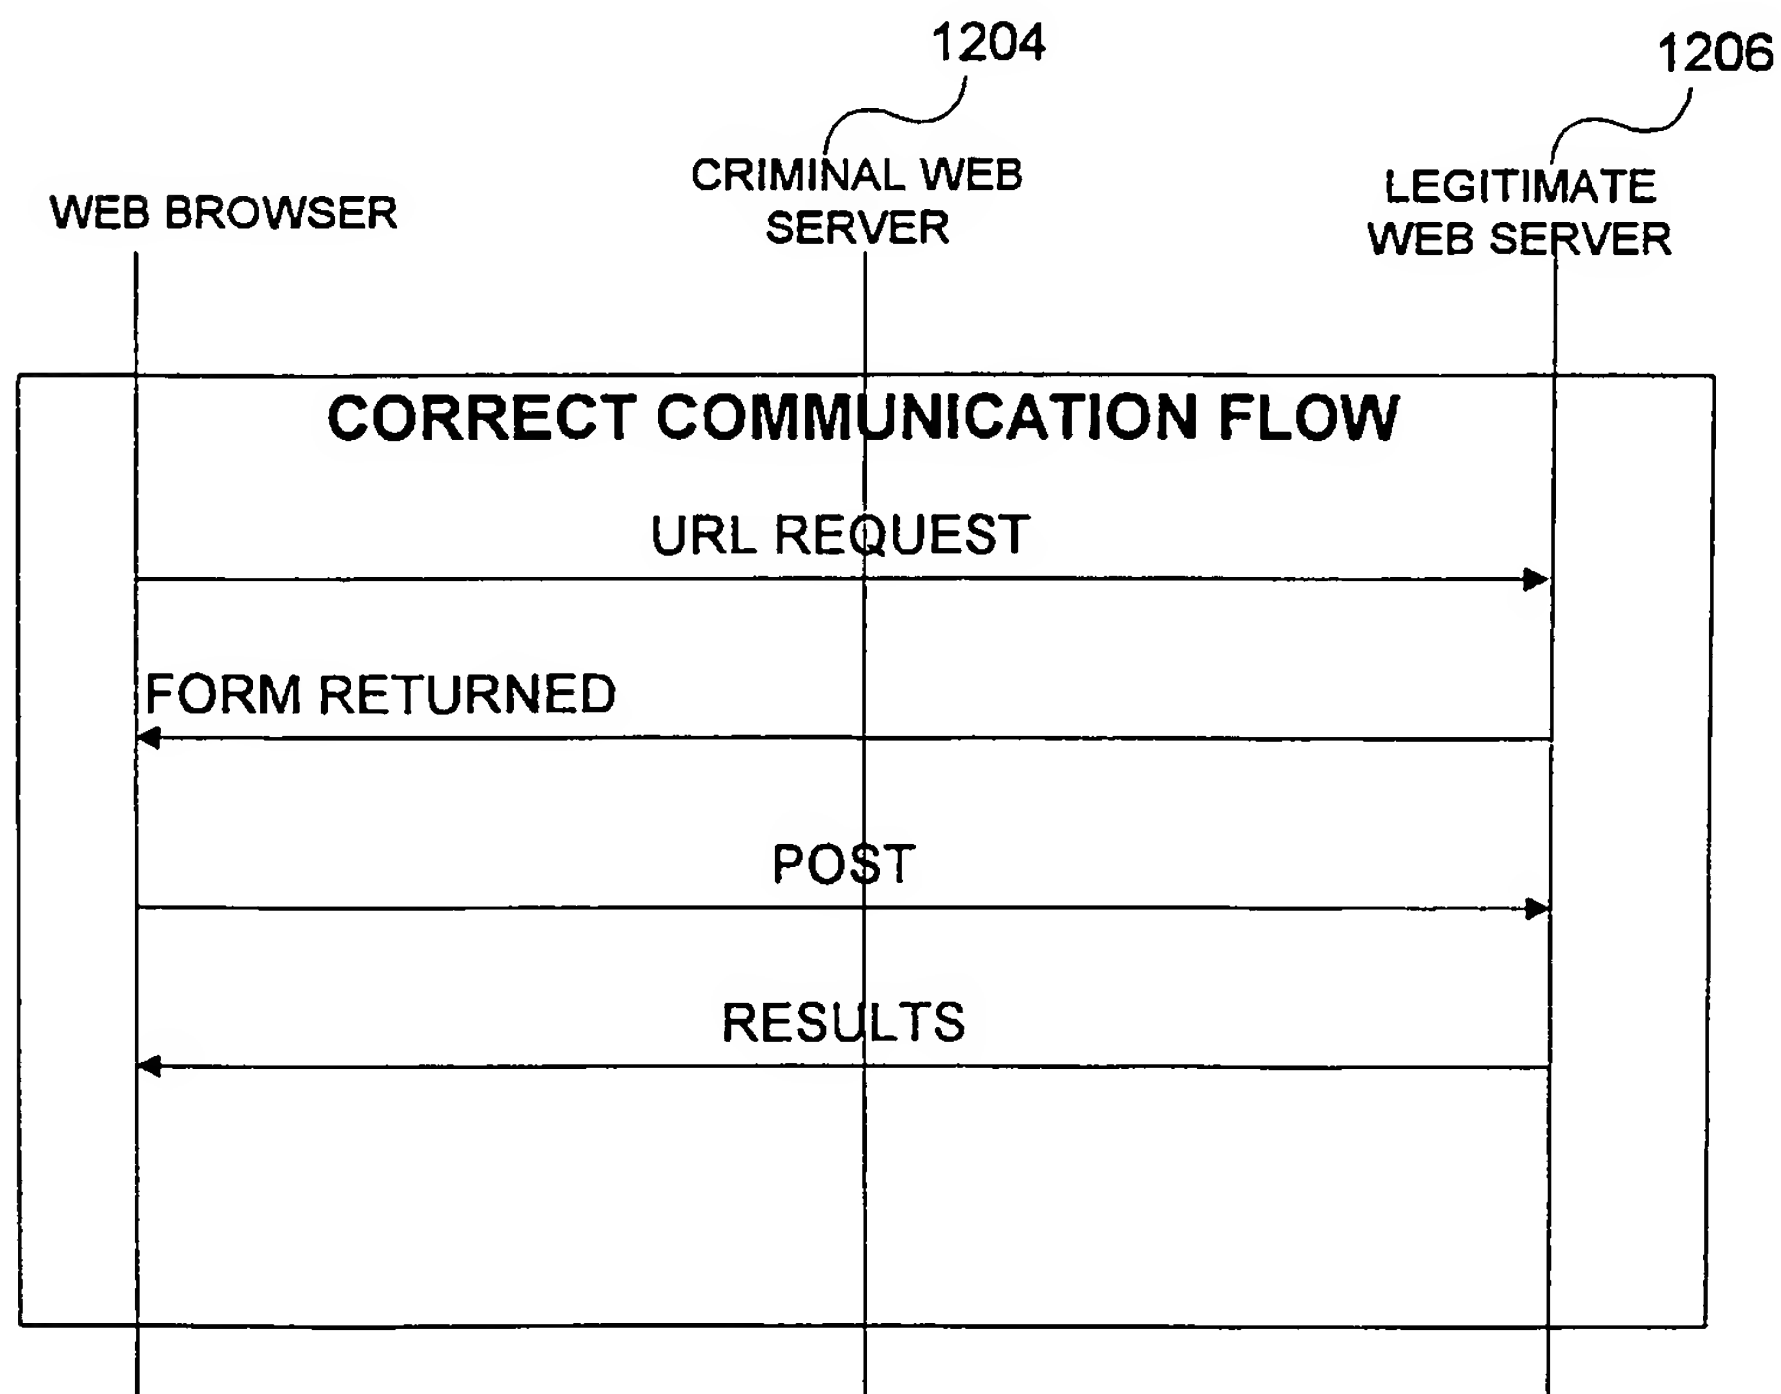 1204
1206
WEB BROWSER
CRIMINAL WEB
SERVER
LEGITIMATE
WEB SERVER
CORRECT COMMUNICATION FLOW
URL REQUEST
FORM RETURNED
POST
RESULTS